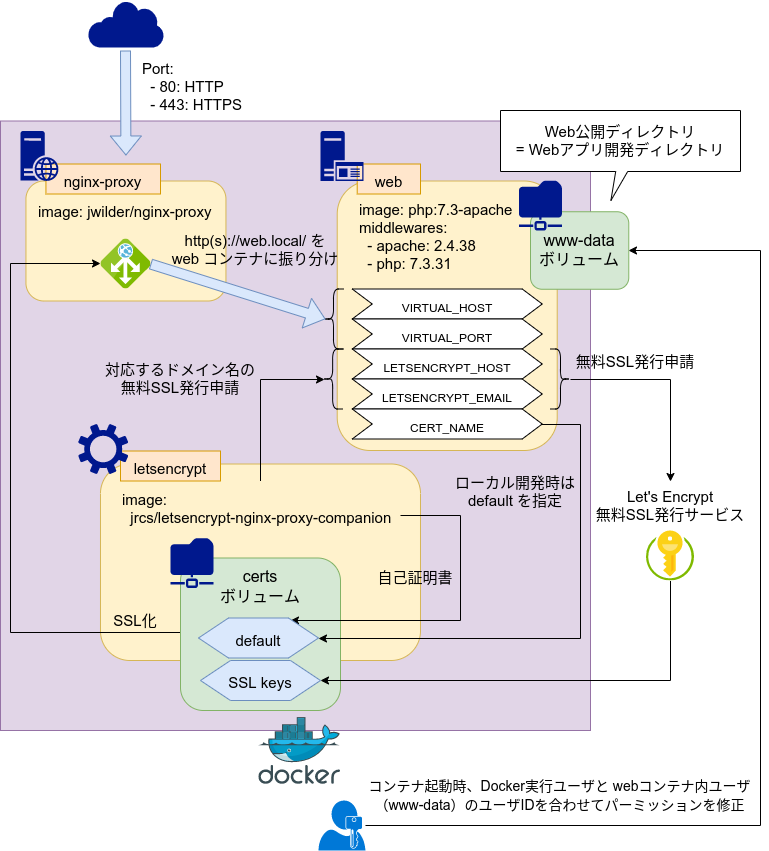 Port:
- 80: HTTP
- 443: HTTPS
Web公開ディレクトリ
= Webアプリ開発ディレクトリ
nginx-proxy
image: jwilder/nginx-proxy
http(s)://web.local/ を
web コンテナに振り分け
web
image: php:7.3-apache
middlewares:
- apache: 2.4.38
- php: 7.3.31
www-data
ボリューム
VIRTUAL_HOST
VIRTUAL_PORT
LETSENCRYPT_HOST
LETSENCRYPT_EMAIL
CERT_NAME
無料SSL発行申請
対応するドメイン名の
無料SSL発行申請
letsencrypt
image:
jrcs/letsencrypt-nginx-proxy-companion
ローカル開発時は
default を指定
Let's Encrypt
無料SSL発行サービス
certs
ボリューム
自己証明書
SSL化
default
SSL keys
docker
コンテナ起動時、Docker実行ユーザと webコンテナ内ユーザ
（www-data）のユーザIDを合わせてパーミッションを修正